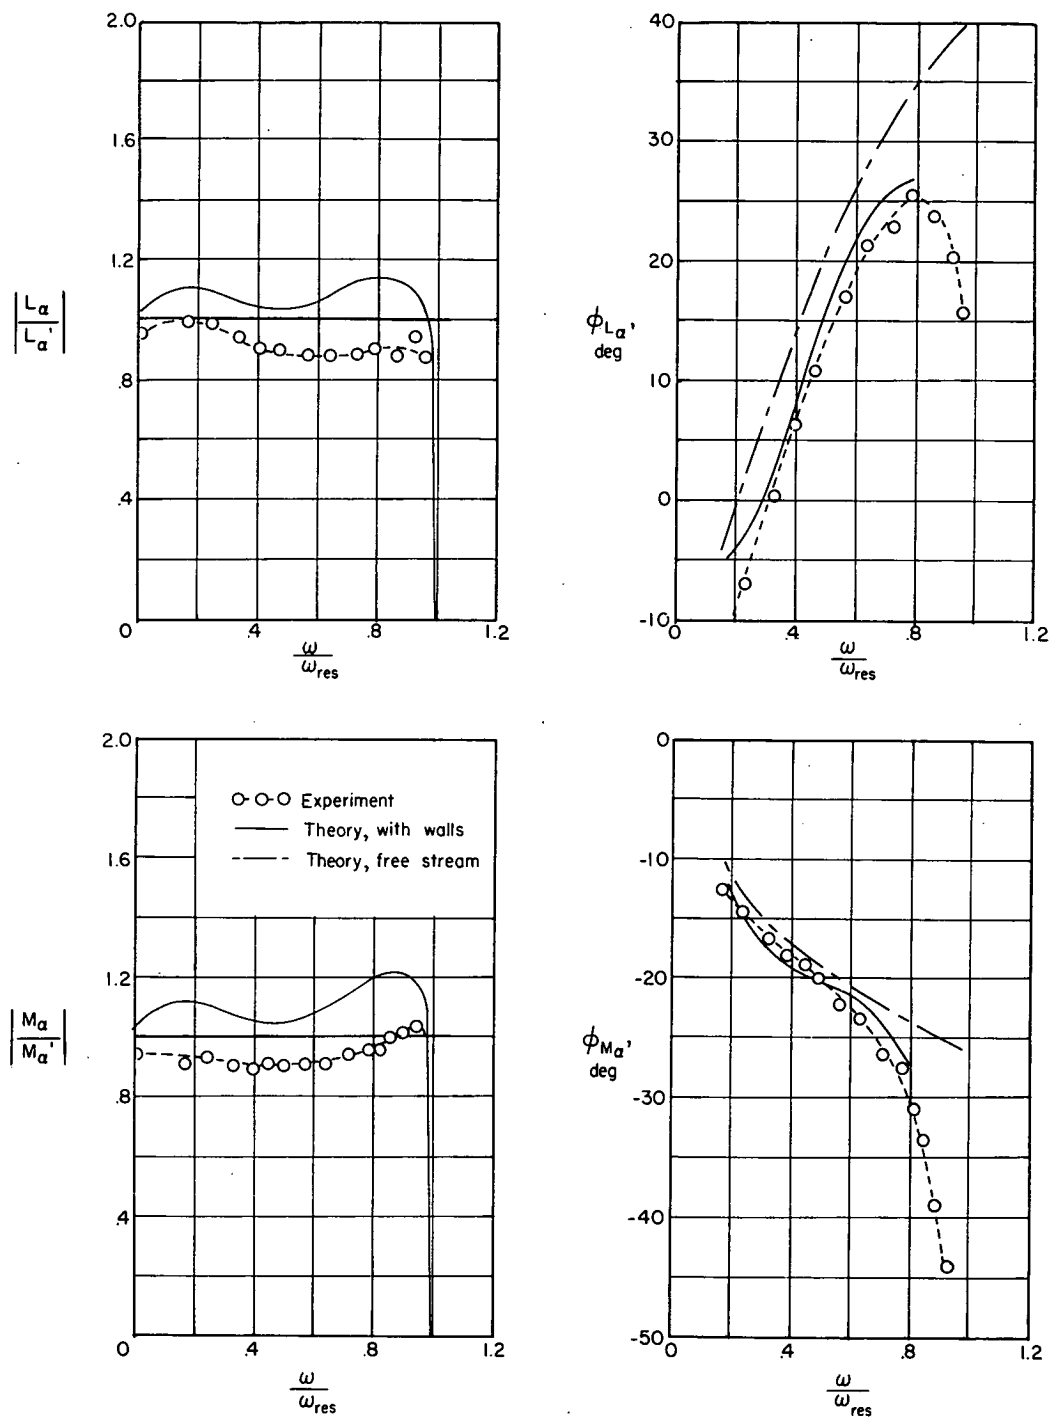 2.0
1.6
1.2
.8
.4
0 .4 .8 1.2
|Lα/Lα'|
ω/ωres
40
30
20
10
0
-10
0 .4 .8 1.2
ϕLα,
deg
ω/ωres
2.0
1.6
1.2
.8
.4
0 .4 .8 1.2
|Mα/Mα'|
ω/ωres
Experiment
Theory, with walls
Theory, free stream
0
-10
-20
-30
-40
-50
0 .4 .8 1.2
ϕMα,
deg
ω/ωres